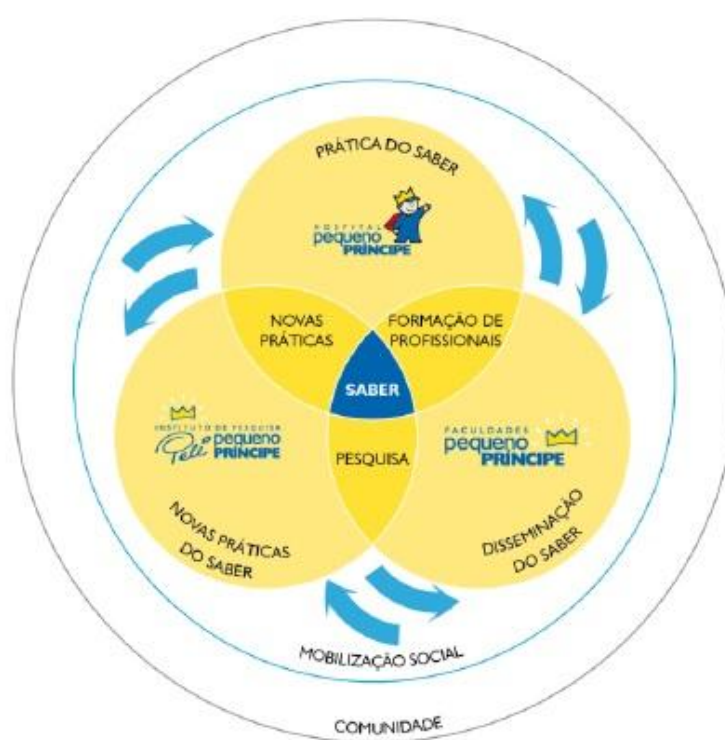 PRÁTICA DO SABER
HOSPITAL
pequeno
PRÍNCIPE
NOVAS
PRÁTICAS
FORMAÇÃO DE
PROFISSIONAIS
SABER
INSTITUTO DE PESQUISA
Pelé pequeno
PRÍNCIPE
FACULDADES
pequeno
PRÍNCIPE
PESQUISA
NOVAS PRÁTICAS
DO SABER
DISSEMINAÇÃO
DO SABER
MOBILIZAÇÃO SOCIAL
COMUNIDADE